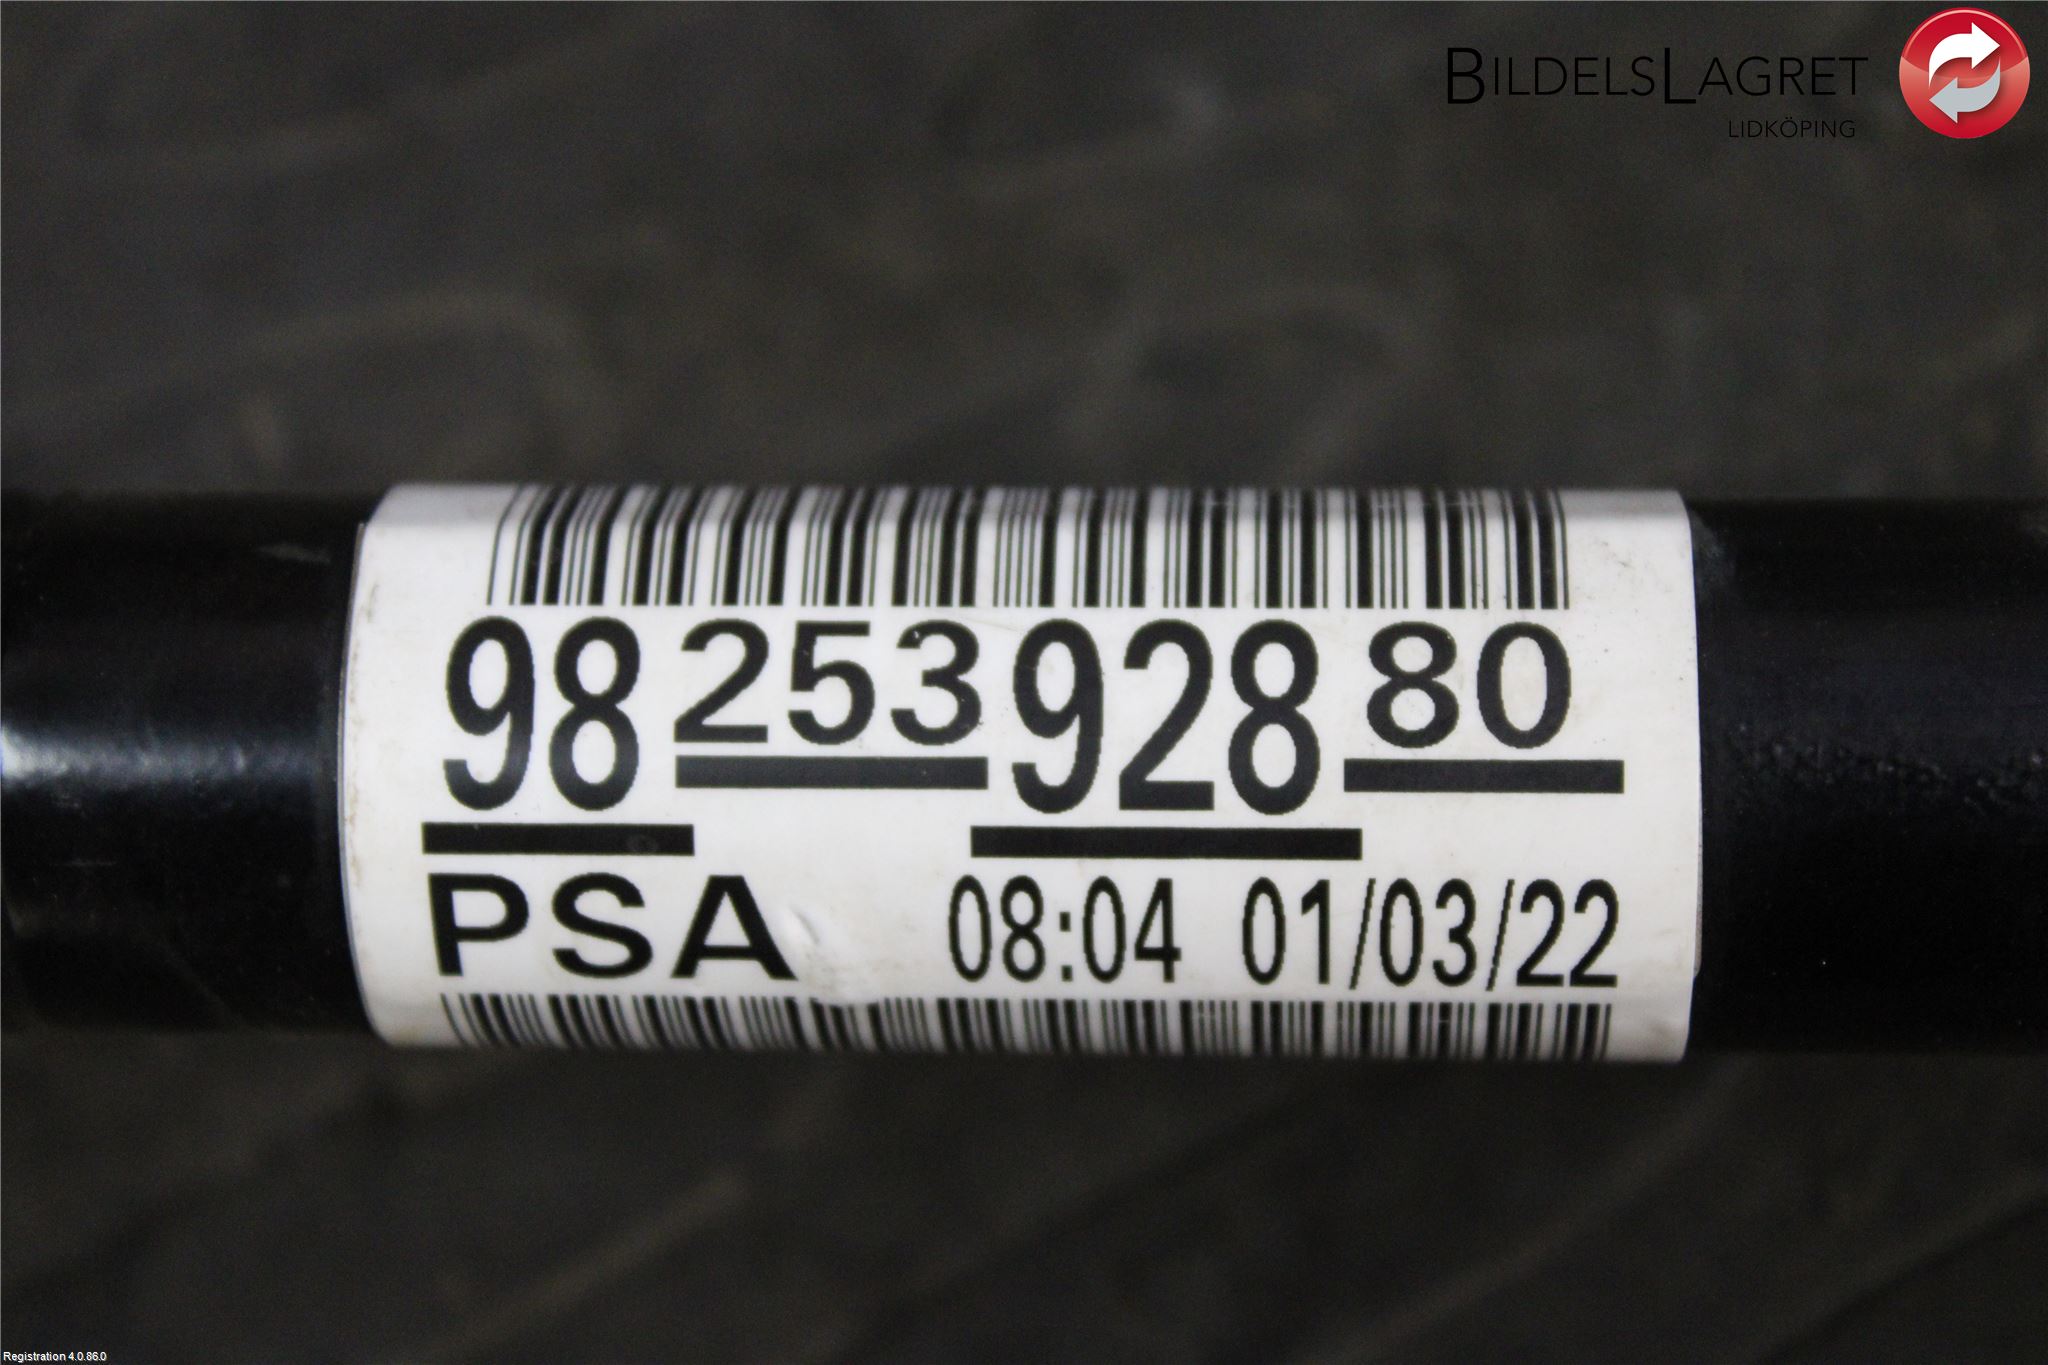 BILDELSLAGRET
LIDKÖPING
98 253 928 80
PSA 08:04 01/03/22
Registration 4.0.86.0